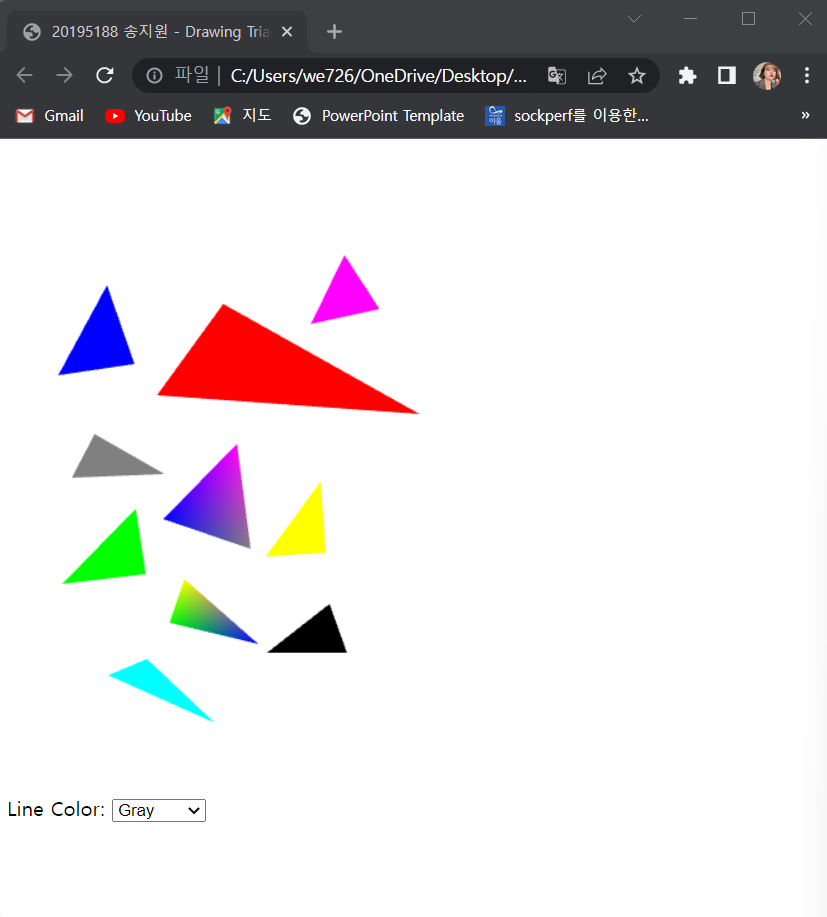 20195188 송지원 - Drawing Tria
파일 | C:/Users/we726/OneDrive/Desktop/...
Gmail YouTube 지도 PowerPoint Template sockperf를 이용한... »
Line Color: Gray